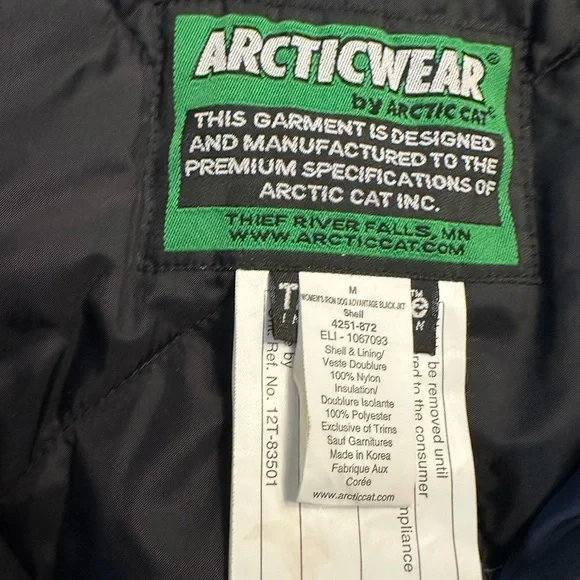 ARCTICWEAR®
by ARCTIC CAT®
THIS GARMENT IS DESIGNED
AND MANUFACTURED TO THE
PREMIUM SPECIFICATIONS OF
ARCTIC CAT INC.
THIEF RIVER FALLS, MN
WWW.ARCTICCAT.COM
M
WOMEN'S IRON DOG ADVANTAGE BLACK JKT
Shell
4251-872
ELI - 1067093
Shell & Lining/
Veste Doublure
100% Nylon
Insulation/
Doublure Isolante
100% Polyester
Exclusive of Trims
Sauf Garnitures
Made in Korea
Fabrique Aux
Corée
www.arcticcat.com
T
e™
N
be removed until
to the consumer
mpliance
by
Ref. No. 12T-83501